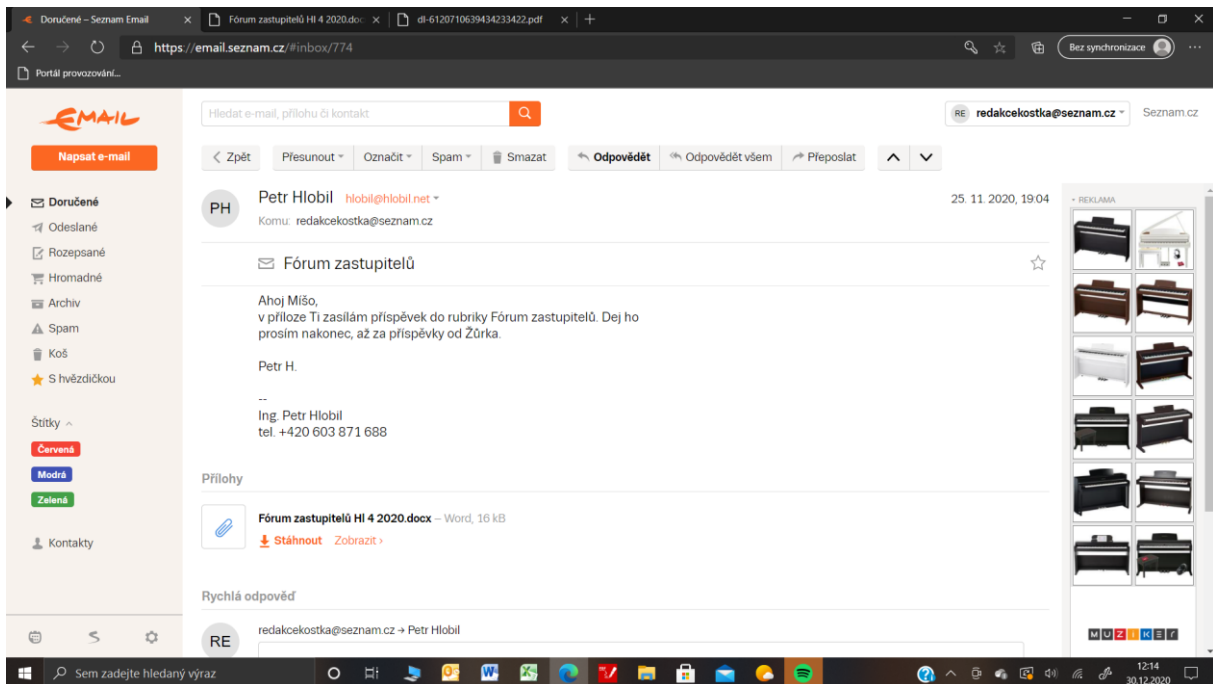 Doručené – Seznam Email
Fórum zastupitelů Hl 4 2020.doc
dl-6120710639434233422.pdf
https://email.seznam.cz/#inbox/774
Bez synchronizace
Portál provozování...
EMAIL
Hledat e-mail, přílohu či kontakt
RE redakcekostka@seznam.cz
Seznam.cz
Napsat e-mail
Zpět
Přesunout
Označit
Spam
Smazat
Odpovědět
Odpovědět všem
Přeposlat
Doručené
Odeslané
Rozepsané
Hromadné
Archiv
Spam
Koš
S hvězdičkou
Štítky
Červená
Modrá
Zelená
Kontakty
PH
Petr Hlobil hlobil@hlobil.net
25. 11. 2020, 19:04
Komu: redakcekostka@seznam.cz
Fórum zastupitelů
Ahoj Míšo,
v příloze Ti zasílám příspěvek do rubriky Fórum zastupitelů. Dej ho
prosím nakonec, až za příspěvky od Žůrka.
Petr H.
--
Ing. Petr Hlobil
tel. +420 603 871 688
Přílohy
Fórum zastupitelů Hl 4 2020.docx – Word, 16 kB
Stáhnout Zobrazit ›
Rychlá odpověď
RE
redakcekostka@seznam.cz → Petr Hlobil
REKLAMA
MUZIKER
Sem zadejte hledaný výraz
12:14
30.12.2020